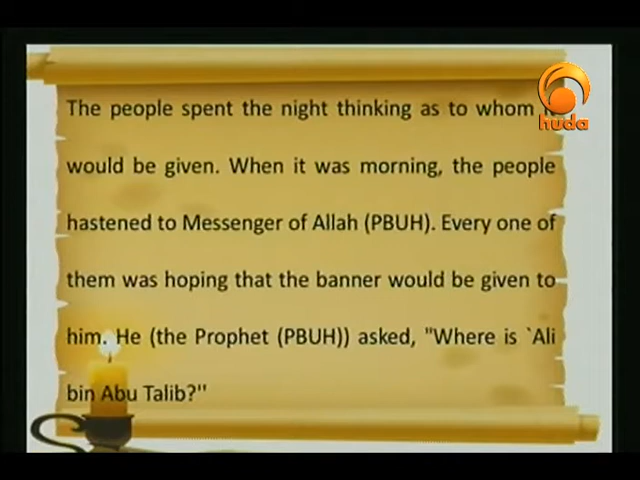 The people spent the night thinking as to whom it
would be given. When it was morning, the people
hastened to Messenger of Allah (PBUH). Every one of
them was hoping that the banner would be given to
him. He (the Prophet (PBUH)) asked, "Where is `Ali
bin Abu Talib?''
huda